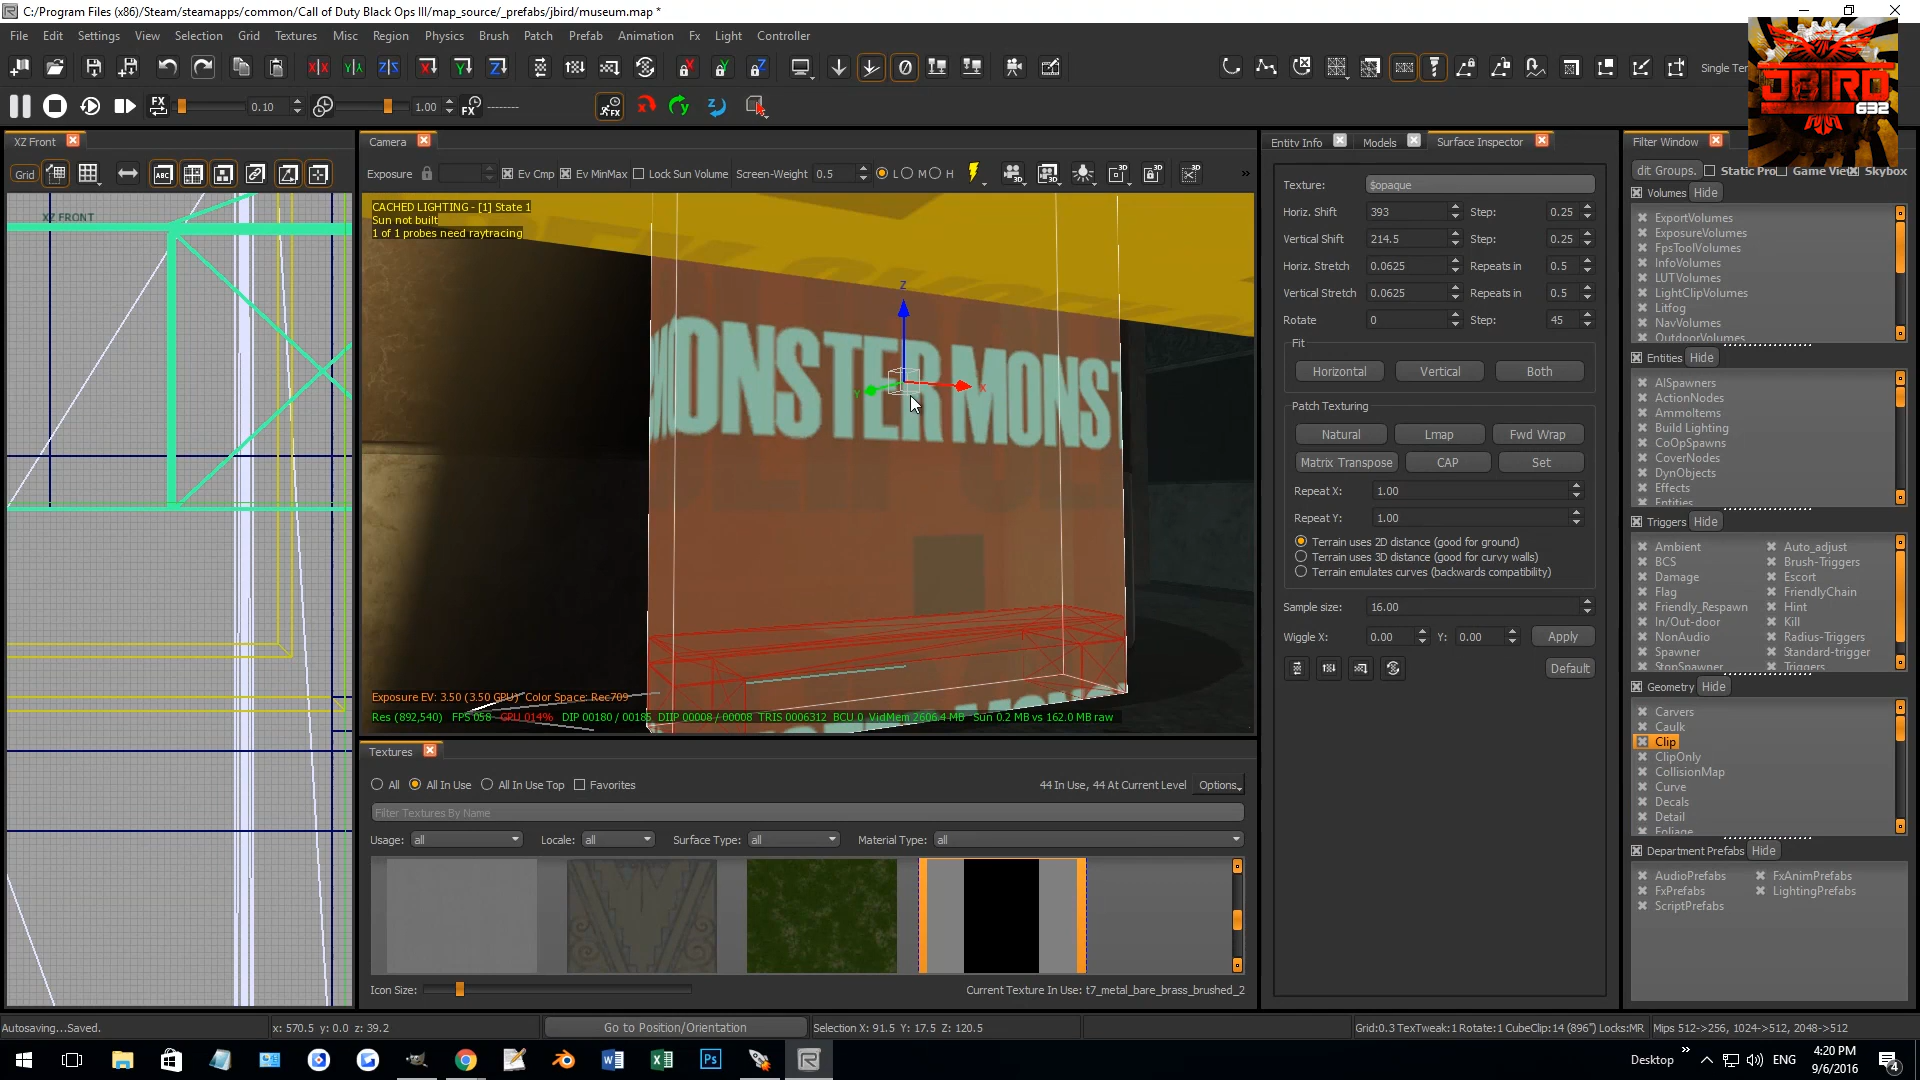 C:/Program Files (x86)/Steam/steamapps/common/Call of Duty Black Ops III/map_source/_prefabs/jbird/museum.map *
File Edit Settings View Selection Grid Textures Misc Region Physics Brush Patch Prefab Animation Fx Light Controller
Single Ter
JBIRD
632
FX 0.10 1.00 FX --------
XZ Front
Camera
Entity Info
Models
Surface Inspector
Filter Window
Grid
Exposure Ev Cmp Ev MinMax Lock Sun Volume Screen-Weight 0.5 L M H
dit Groups. Static Pro Game Vie Skybox
XZ FRONT
CACHED LIGHTING - [1] State 1
Sun not built
1 of 1 probes need raytracing
MONSTER MONST
Z
X
Y
Exposure EV: 3.50 (3.50 GPU) Color Space: Rec709
Res (892,540) FPS 058 GPU 014% DIP 00180 / 00185 DIIP 00008 / 00008 TRIS 0006312 BCU 0 VidMem 2606.4 MB Sun 0.2 MB vs 162.0 MB raw
Texture: $opaque
Horiz. Shift 393 Step: 0.25
Vertical Shift 214.5 Step: 0.25
Horiz. Stretch 0.0625 Repeats in 0.5
Vertical Stretch 0.0625 Repeats in 0.5
Rotate 0 Step: 45
Fit
Horizontal Vertical Both
Patch Texturing
Natural Lmap Fwd Wrap
Matrix Transpose CAP Set
Repeat X: 1.00
Repeat Y: 1.00
Terrain uses 2D distance (good for ground)
Terrain uses 3D distance (good for curvy walls)
Terrain emulates curves (backwards compatibility)
Sample size: 16.00
Wiggle X: 0.00 Y: 0.00 Apply
Default
Volumes Hide
ExportVolumes
ExposureVolumes
FpsToolVolumes
InfoVolumes
LUTVolumes
LightClipVolumes
Litfog
NavVolumes
OutdoorVolumes
Entities Hide
AISpawners
ActionNodes
AmmoItems
Build Lighting
CoOpSpawns
CoverNodes
DynObjects
Effects
Entities
Triggers Hide
Ambient Auto_adjust
BCS Brush-Triggers
Damage Escort
Flag FriendlyChain
Friendly_Respawn Hint
In/Out-door Kill
NonAudio Radius-Triggers
Spawner Standard-trigger
StopSpawner Triggers
Geometry Hide
Carvers
Caulk
Clip
ClipOnly
CollisionMap
Curve
Decals
Detail
Foliage
Department Prefabs Hide
AudioPrefabs FxAnimPrefabs
FxPrefabs LightingPrefabs
ScriptPrefabs
Textures
All All In Use All In Use Top Favorites 44 In Use, 44 At Current Level Options
Filter Textures By Name
Usage: all Locale: all Surface Type: all Material Type: all
Icon Size: Current Texture In Use: t7_metal_bare_brass_brushed_2
Autosaving...Saved. x: 570.5 y: 0.0 z: 39.2 Go to Position/Orientation Selection X: 91.5 Y: 17.5 Z: 120.5 Grid:0.3 TexTweak:1 Rotate:1 CubeClip:14 (896") Locks:MR Mips 512->256, 1024->512, 2048->512
Desktop ENG 4:20 PM
9/6/2016
4